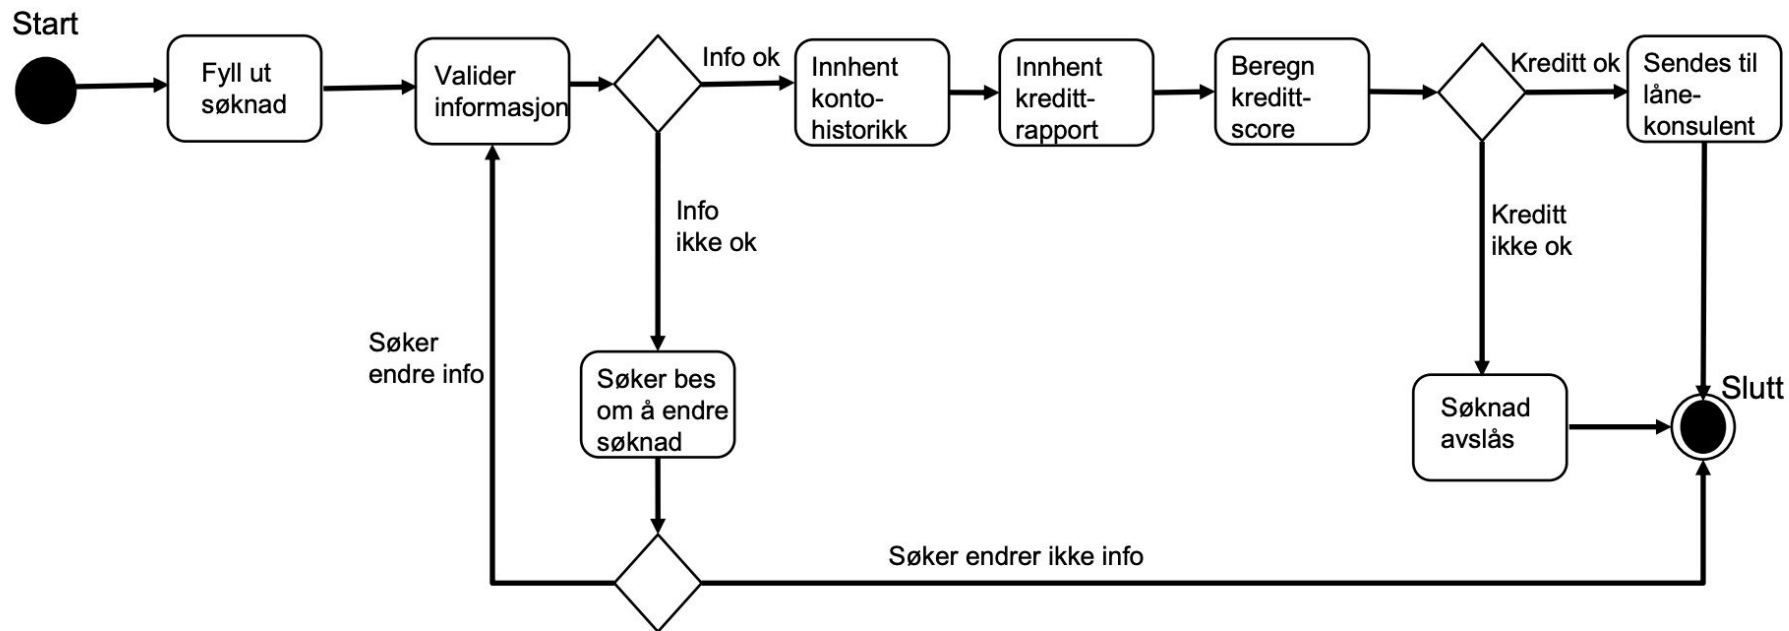 Start
Fyll ut
søknad
Valider
informasjon
Info ok
Innhent
konto-
historikk
Innhent
kreditt-
rapport
Beregn
kreditt-
score
Kreditt ok
Sendes til
låne-
konsulent
Info
ikke ok
Kreditt
ikke ok
Søker
endre info
Søker bes
om å endre
søknad
Søknad
avslås
Slutt
Søker endrer ikke info